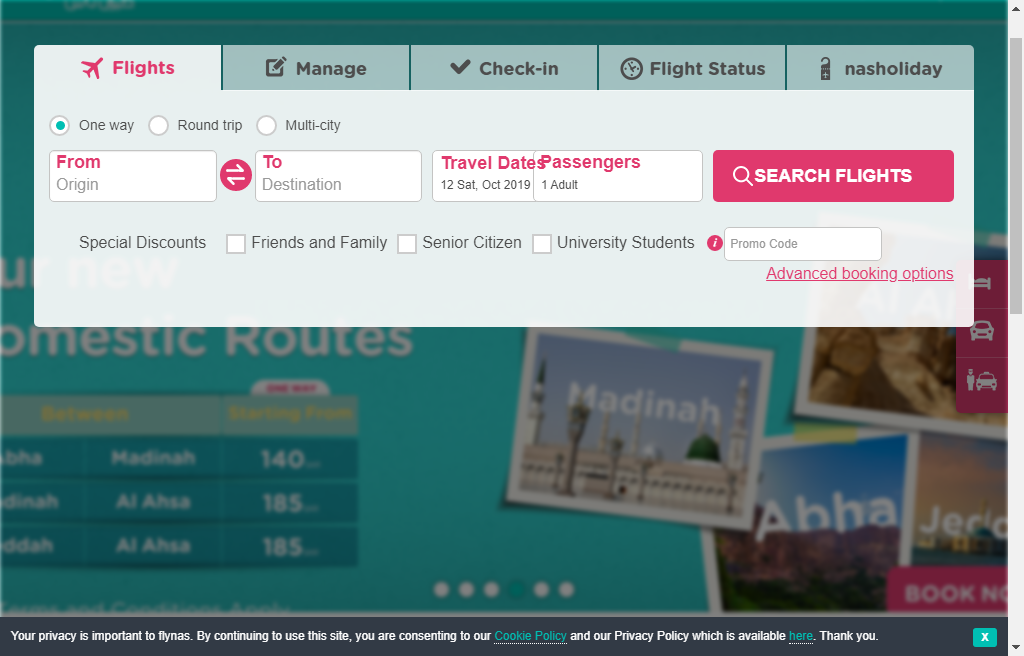 Flights
Manage
Check-in
Flight Status
nasholiday
One way
Round trip
Multi-city
From
Origin
To
Destination
Travel Dates
12 Sat, Oct 2019
Passengers
1 Adult
SEARCH FLIGHTS
Special Discounts
Friends and Family
Senior Citizen
University Students
i
Promo Code
Advanced booking options
ur new
omestic Routes
ONE WAY
Between
Starting From
bha
Madinah
140
dinah
Al Ahsa
185
ddah
Al Ahsa
185
Terms and Conditions Apply
Madinah
Al A
Abha
Jed
BOOK NO
Your privacy is important to flynas. By continuing to use this site, you are consenting to our Cookie Policy and our Privacy Policy which is available here. Thank you.
X